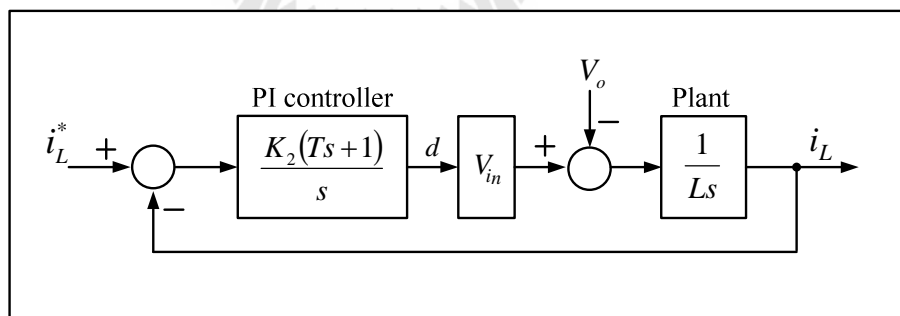 PI controller
V_o
Plant
i_L^*
+
−
K_2(Ts+1)
s
d
V_in
+
−
1
Ls
i_L